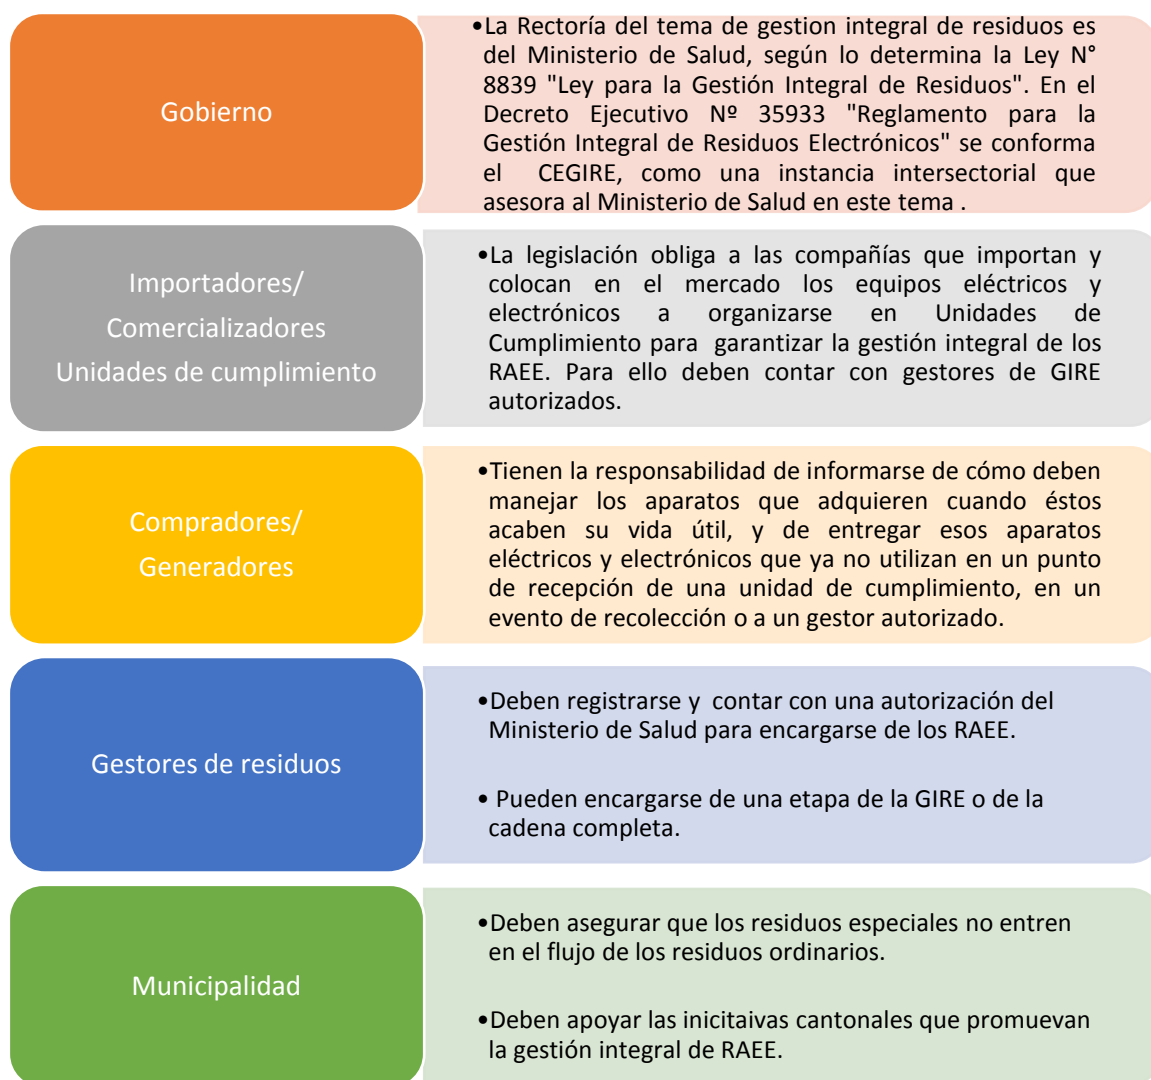 Gobierno
•La Rectoría del tema de gestion integral de residuos es
del Ministerio de Salud, según lo determina la Ley N°
8839 "Ley para la Gestión Integral de Residuos". En el
Decreto Ejecutivo Nº 35933 "Reglamento para la
Gestión Integral de Residuos Electrónicos" se conforma
el CEGIRE, como una instancia intersectorial que
asesora al Ministerio de Salud en este tema .
Importadores/
Comercializadores
Unidades de cumplimiento
•La legislación obliga a las compañías que importan y
colocan en el mercado los equipos eléctricos y
electrónicos a organizarse en Unidades de
Cumplimiento para garantizar la gestión integral de los
RAEE. Para ello deben contar con gestores de GIRE
autorizados.
Compradores/
Generadores
•Tienen la responsabilidad de informarse de cómo deben
manejar los aparatos que adquieren cuando éstos
acaben su vida útil, y de entregar esos aparatos
eléctricos y electrónicos que ya no utilizan en un punto
de recepción de una unidad de cumplimiento, en un
evento de recolección o a un gestor autorizado.
Gestores de residuos
•Deben registrarse y contar con una autorización del
Ministerio de Salud para encargarse de los RAEE.
• Pueden encargarse de una etapa de la GIRE o de la
cadena completa.
Municipalidad
•Deben asegurar que los residuos especiales no entren
en el flujo de los residuos ordinarios.
•Deben apoyar las inicitaivas cantonales que promuevan
la gestión integral de RAEE.